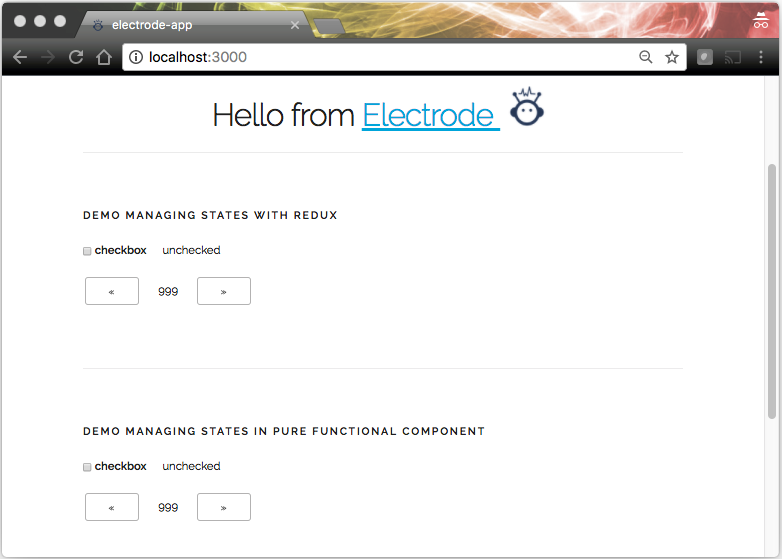 electrode-app
localhost:3000
Hello from Electrode
DEMO MANAGING STATES WITH REDUX
checkbox unchecked
« 999 »
DEMO MANAGING STATES IN PURE FUNCTIONAL COMPONENT
checkbox unchecked
« 999 »